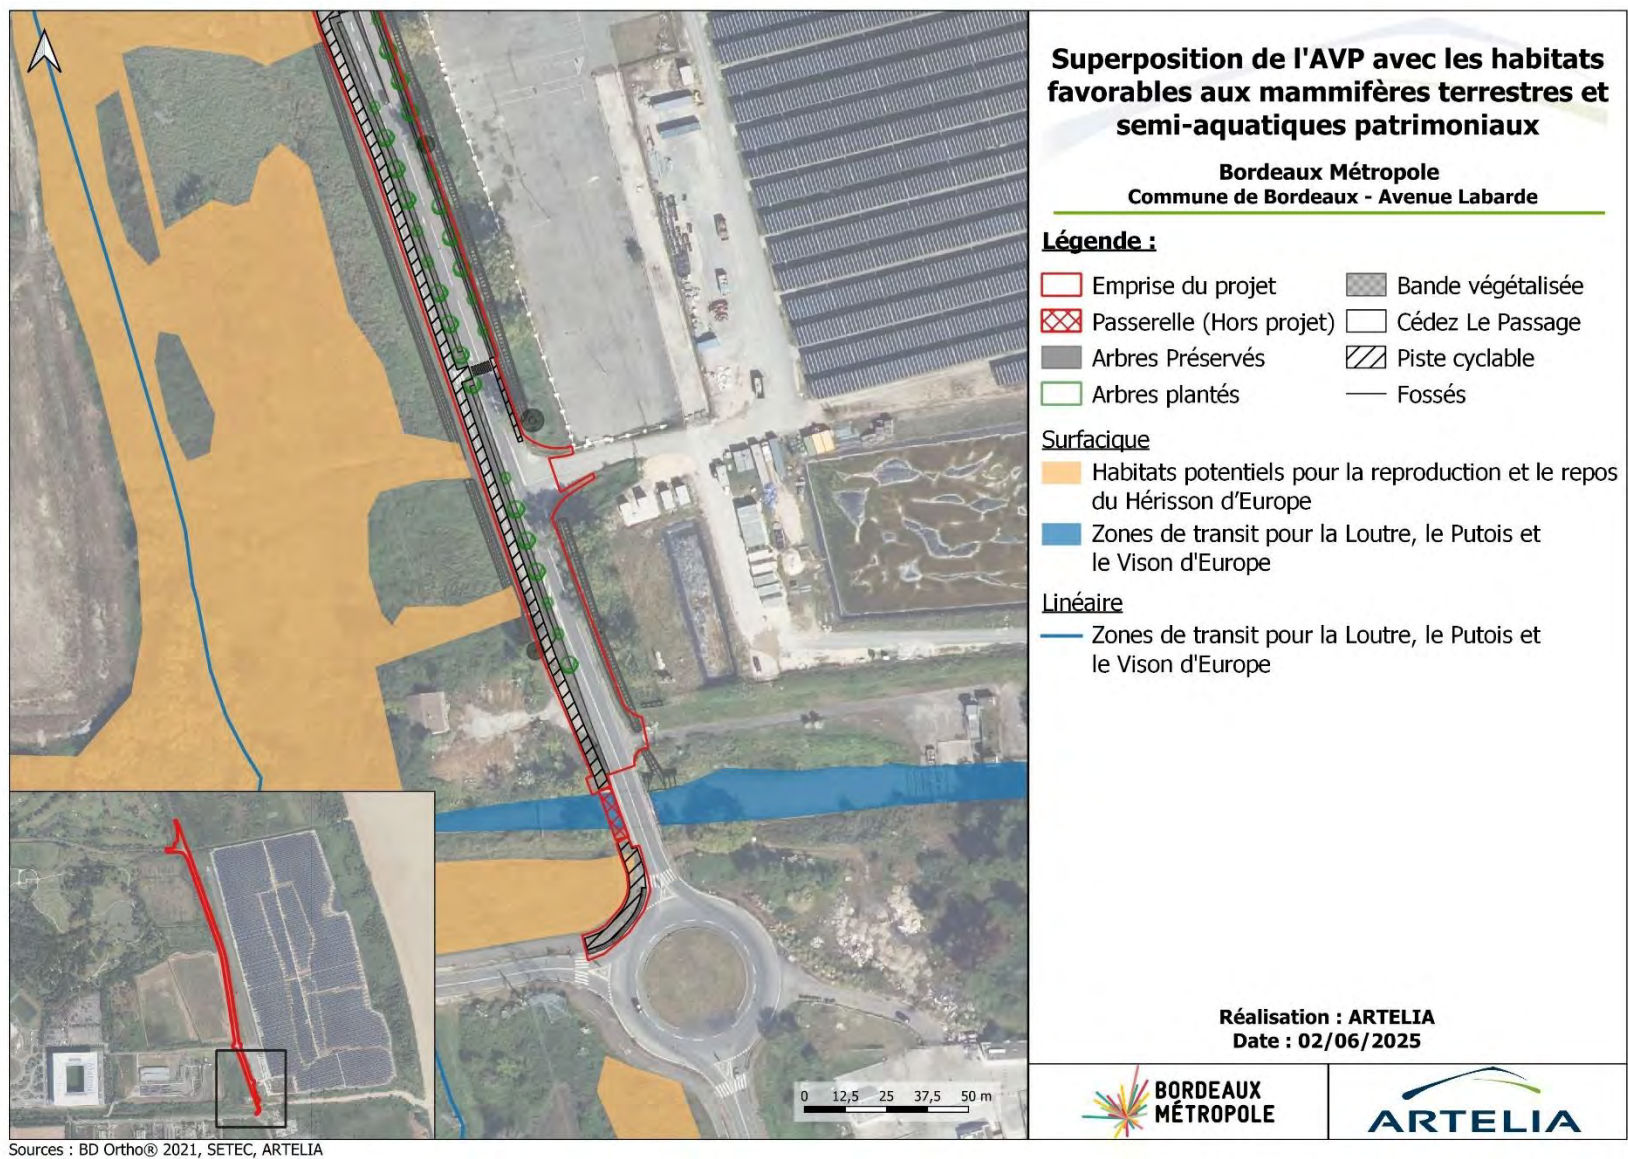 Superposition de l'AVP avec les habitats
favorables aux mammifères terrestres et
semi-aquatiques patrimoniaux
Bordeaux Métropole
Commune de Bordeaux - Avenue Labarde
Légende :
Emprise du projet
Passerelle (Hors projet)
Arbres Préservés
Arbres plantés
Bande végétalisée
Cédez Le Passage
Piste cyclable
Fossés
Surfacique
Habitats potentiels pour la reproduction et le repos
du Hérisson d’Europe
Zones de transit pour la Loutre, le Putois et
le Vison d'Europe
Linéaire
Zones de transit pour la Loutre, le Putois et
le Vison d'Europe
Réalisation : ARTELIA
Date : 02/06/2025
BORDEAUX
MÉTROPOLE
ARTELIA
0 12,5 25 37,5 50 m
Sources : BD Ortho® 2021, SETEC, ARTELIA